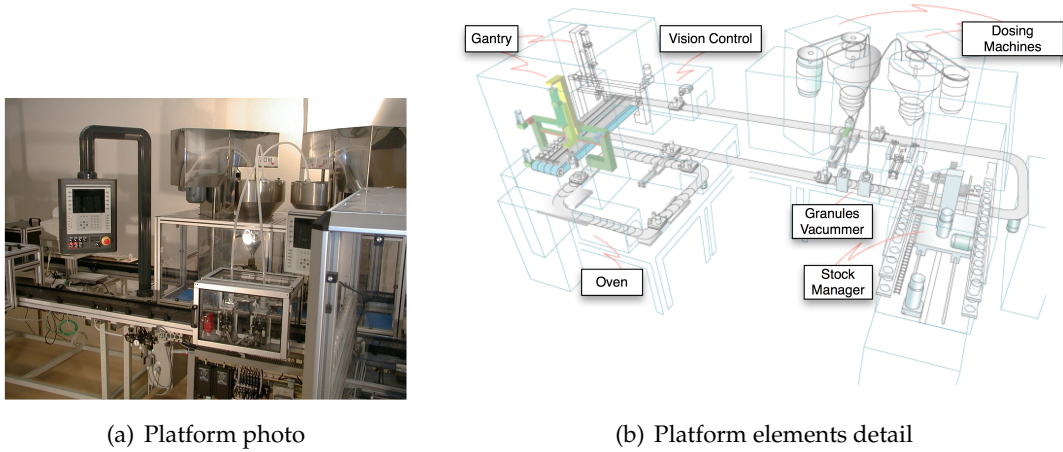 Gantry
Vision Control
Dosing
Machines
Granules
Vacummer
Stock
Manager
Oven
(a) Platform photo
(b) Platform elements detail